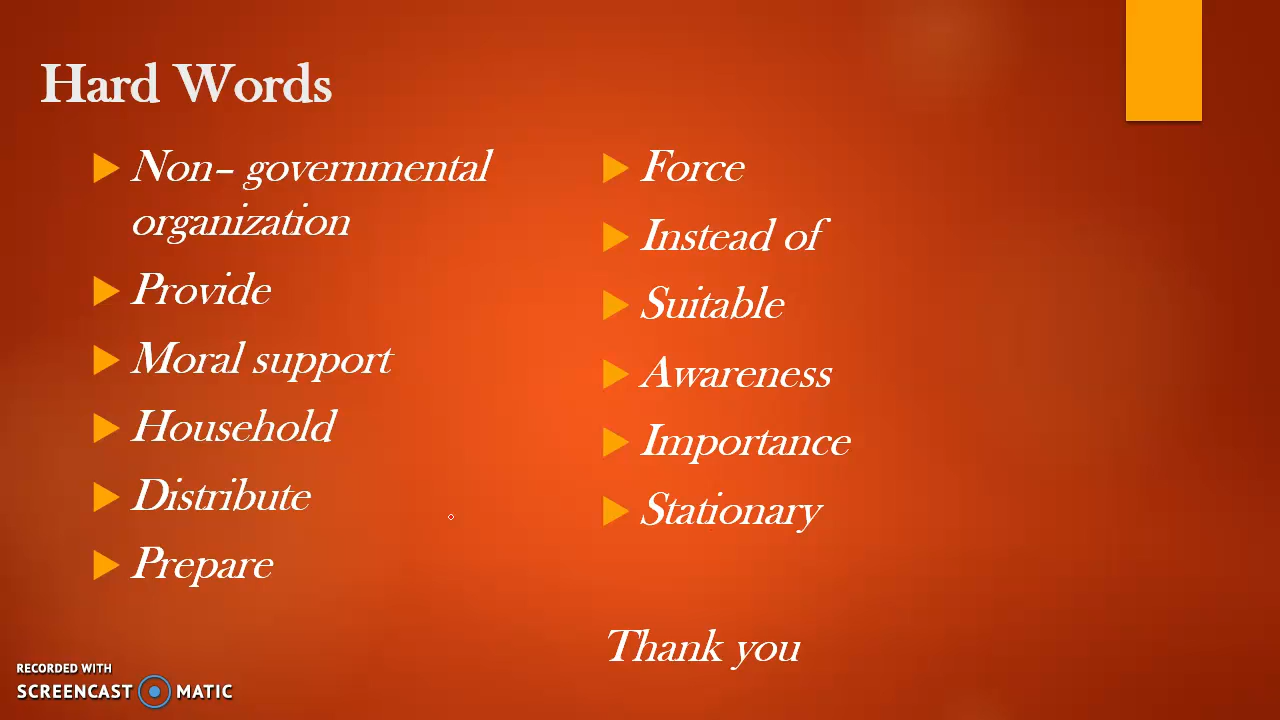 Hard Words
Non– governmental
organization
Provide
Moral support
Household
Distribute
Prepare
Force
Instead of
Suitable
Awareness
Importance
Stationary
Thank you
RECORDED WITH
SCREENCAST MATIC